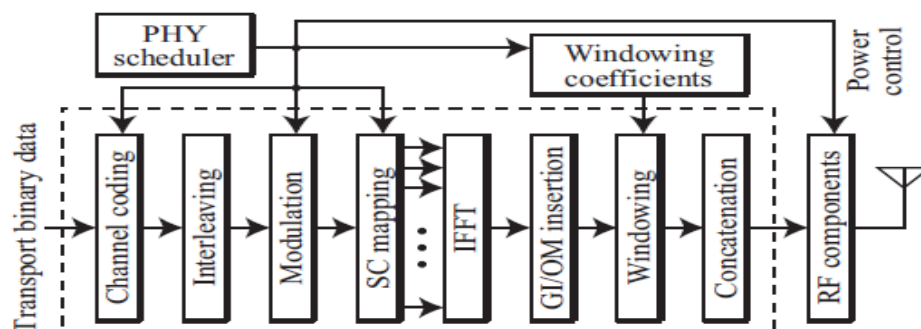 PHY
scheduler
Windowing
coefficients
Power
control
Transport binary data
Channel coding
Interleaving
Modulation
SC mapping
IFFT
GI/OM insertion
Windowing
Concatenation
RF components